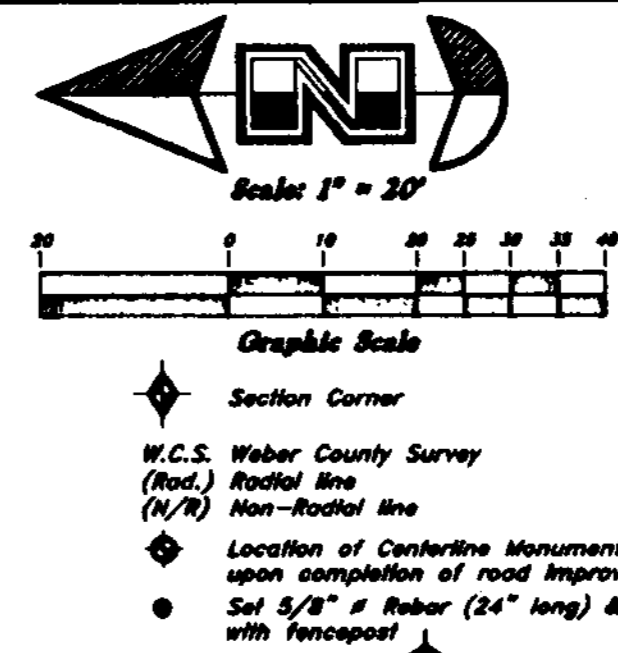 N
Scale: 1" = 20'
20 0 10 20 25 30 35 40
Graphic Scale
Section Corner
W.C.S. Weber County Survey
(Rad.) Radial line
(N/R) Non-Radial line
Location of Centerline Monument
upon completion of road improv
Set 5/8" ø Rebar (24" long) &
with fencepost